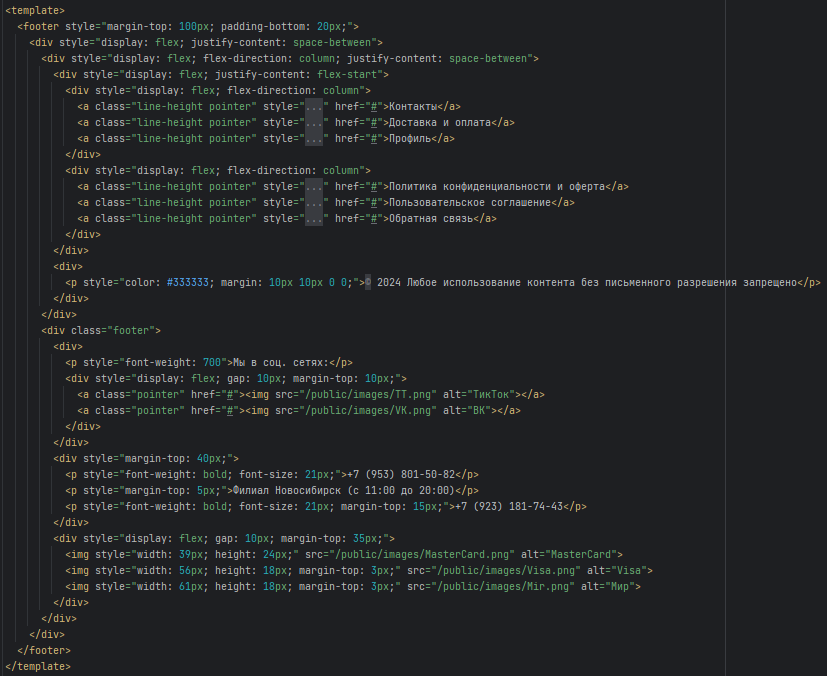 <template>
<footer style="margin-top: 100px; padding-bottom: 20px;">
<div style="display: flex; justify-content: space-between">
<div style="display: flex; flex-direction: column; justify-content: space-between">
<div style="display: flex; justify-content: flex-start">
<div style="display: flex; flex-direction: column">
<a class="line-height pointer" style="..." href="#">Контакты</a>
<a class="line-height pointer" style="..." href="#">Доставка и оплата</a>
<a class="line-height pointer" style="..." href="#">Профиль</a>
</div>
<div style="display: flex; flex-direction: column">
<a class="line-height pointer" style="..." href="#">Политика конфиденциальности и оферта</a>
<a class="line-height pointer" style="..." href="#">Пользовательское соглашение</a>
<a class="line-height pointer" style="..." href="#">Обратная связь</a>
</div>
</div>
<div>
<p style="color: #333333; margin: 10px 10px 0 0;">© 2024 Любое использование контента без письменного разрешения запрещено</p>
</div>
</div>
<div class="footer">
<div>
<p style="font-weight: 700">Мы в соц. сетях:</p>
<div style="display: flex; gap: 10px; margin-top: 10px;">
<a class="pointer" href="#"><img src="/public/images/TT.png" alt="ТикТок"></a>
<a class="pointer" href="#"><img src="/public/images/VK.png" alt="ВК"></a>
</div>
</div>
<div style="margin-top: 40px;">
<p style="font-weight: bold; font-size: 21px;">+7 (953) 801-50-82</p>
<p style="margin-top: 5px;">Филиал Новосибирск (с 11:00 до 20:00)</p>
<p style="font-weight: bold; font-size: 21px; margin-top: 15px;">+7 (923) 181-74-43</p>
</div>
<div style="display: flex; gap: 10px; margin-top: 35px;">
<img style="width: 39px; height: 24px;" src="/public/images/MasterCard.png" alt="MasterCard">
<img style="width: 56px; height: 18px; margin-top: 3px;" src="/public/images/Visa.png" alt="Visa">
<img style="width: 61px; height: 18px; margin-top: 3px;" src="/public/images/Mir.png" alt="Мир">
</div>
</div>
</div>
</footer>
</template>